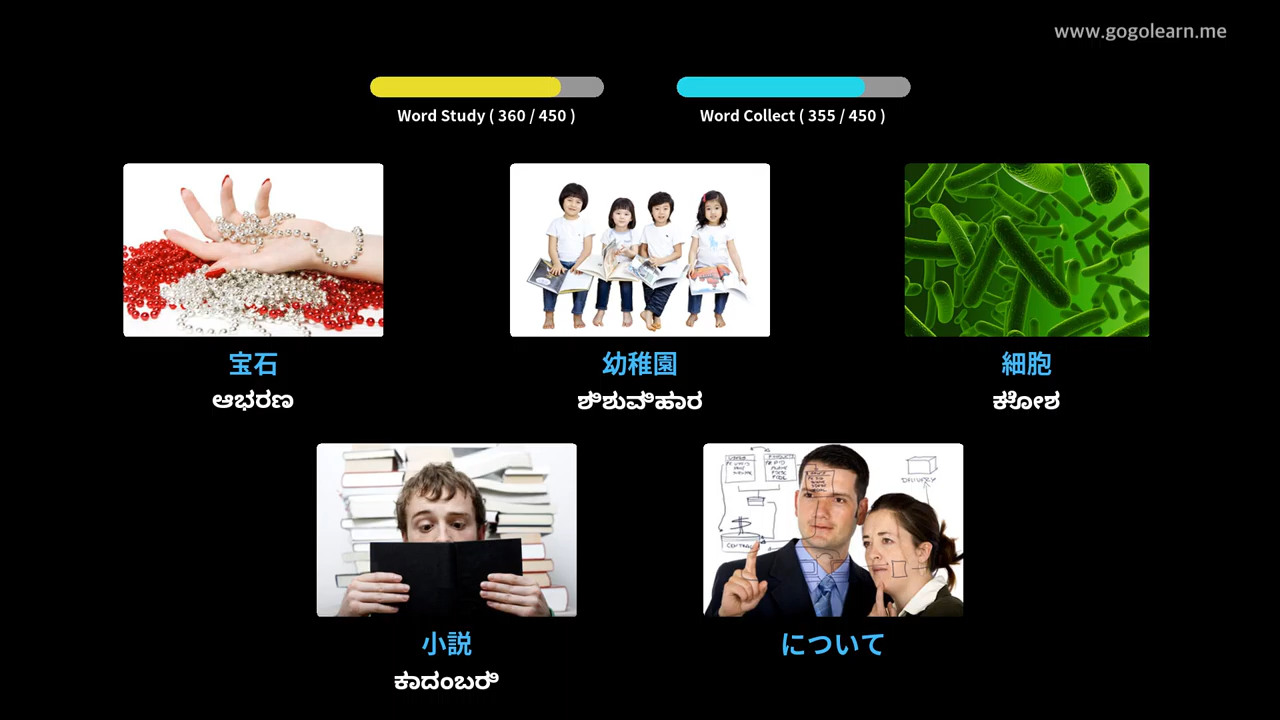 www.gogolearn.me
Word Study ( 360 / 450 )
Word Collect ( 355 / 450 )
宝石
ಆಭರಣ
幼稚園
ಶಿಶುವಿಹಾರ
細胞
ಕೋಶ
小説
ಕಾದಂಬರಿ
について
DELIVERY